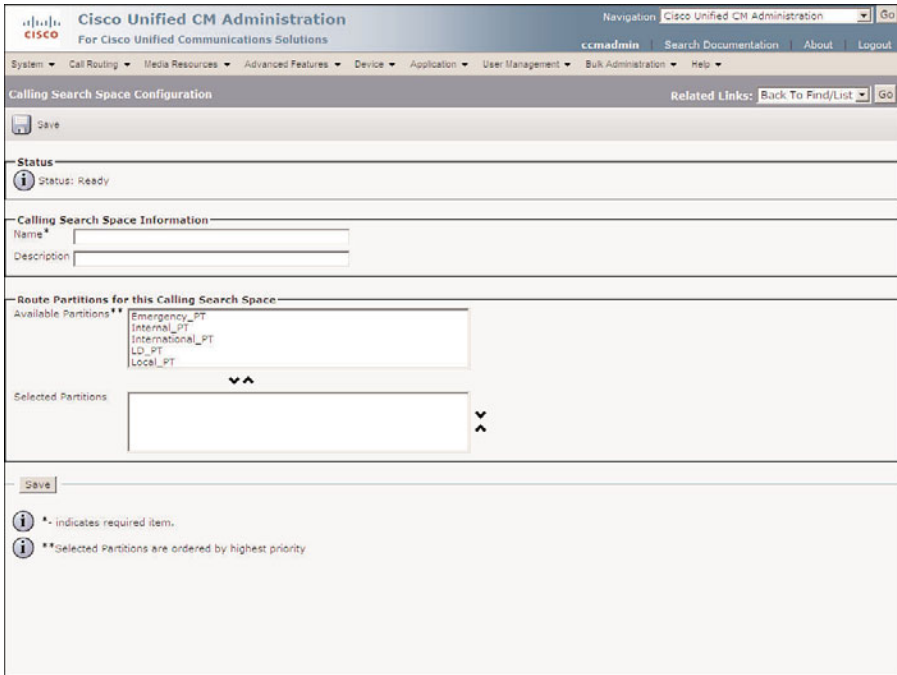 Cisco Unified CM Administration
For Cisco Unified Communications Solutions
CISCO
Navigation Cisco Unified CM Administration Go
ccmadmin Search Documentation About Logout
System Call Routing Media Resources Advanced Features Device Application User Management Bulk Administration Help
Calling Search Space Configuration
Related Links: Back To Find/List Go
Save
Status
Status: Ready
Calling Search Space Information
Name*
Description
Route Partitions for this Calling Search Space
Available Partitions**
Emergency_PT
Internal_PT
International_PT
LD_PT
Local_PT
Selected Partitions
Save
*- indicates required item.
**Selected Partitions are ordered by highest priority